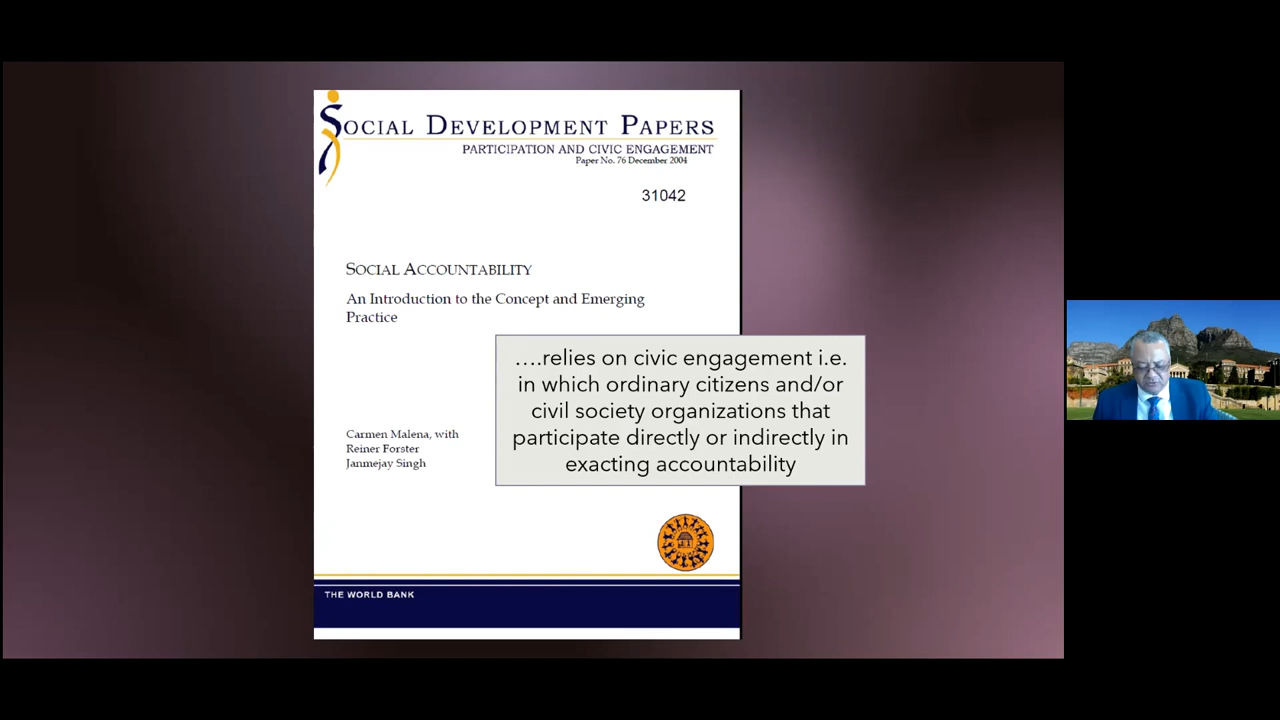 SOCIAL DEVELOPMENT PAPERS
PARTICIPATION AND CIVIC ENGAGEMENT
Paper No. 76 December 2004
31042
SOCIAL ACCOUNTABILITY
An Introduction to the Concept and Emerging
Practice
….relies on civic engagement i.e.
in which ordinary citizens and/or
civil society organizations that
participate directly or indirectly in
exacting accountability
Carmen Malena, with
Reiner Forster
Janmejay Singh
THE WORLD BANK